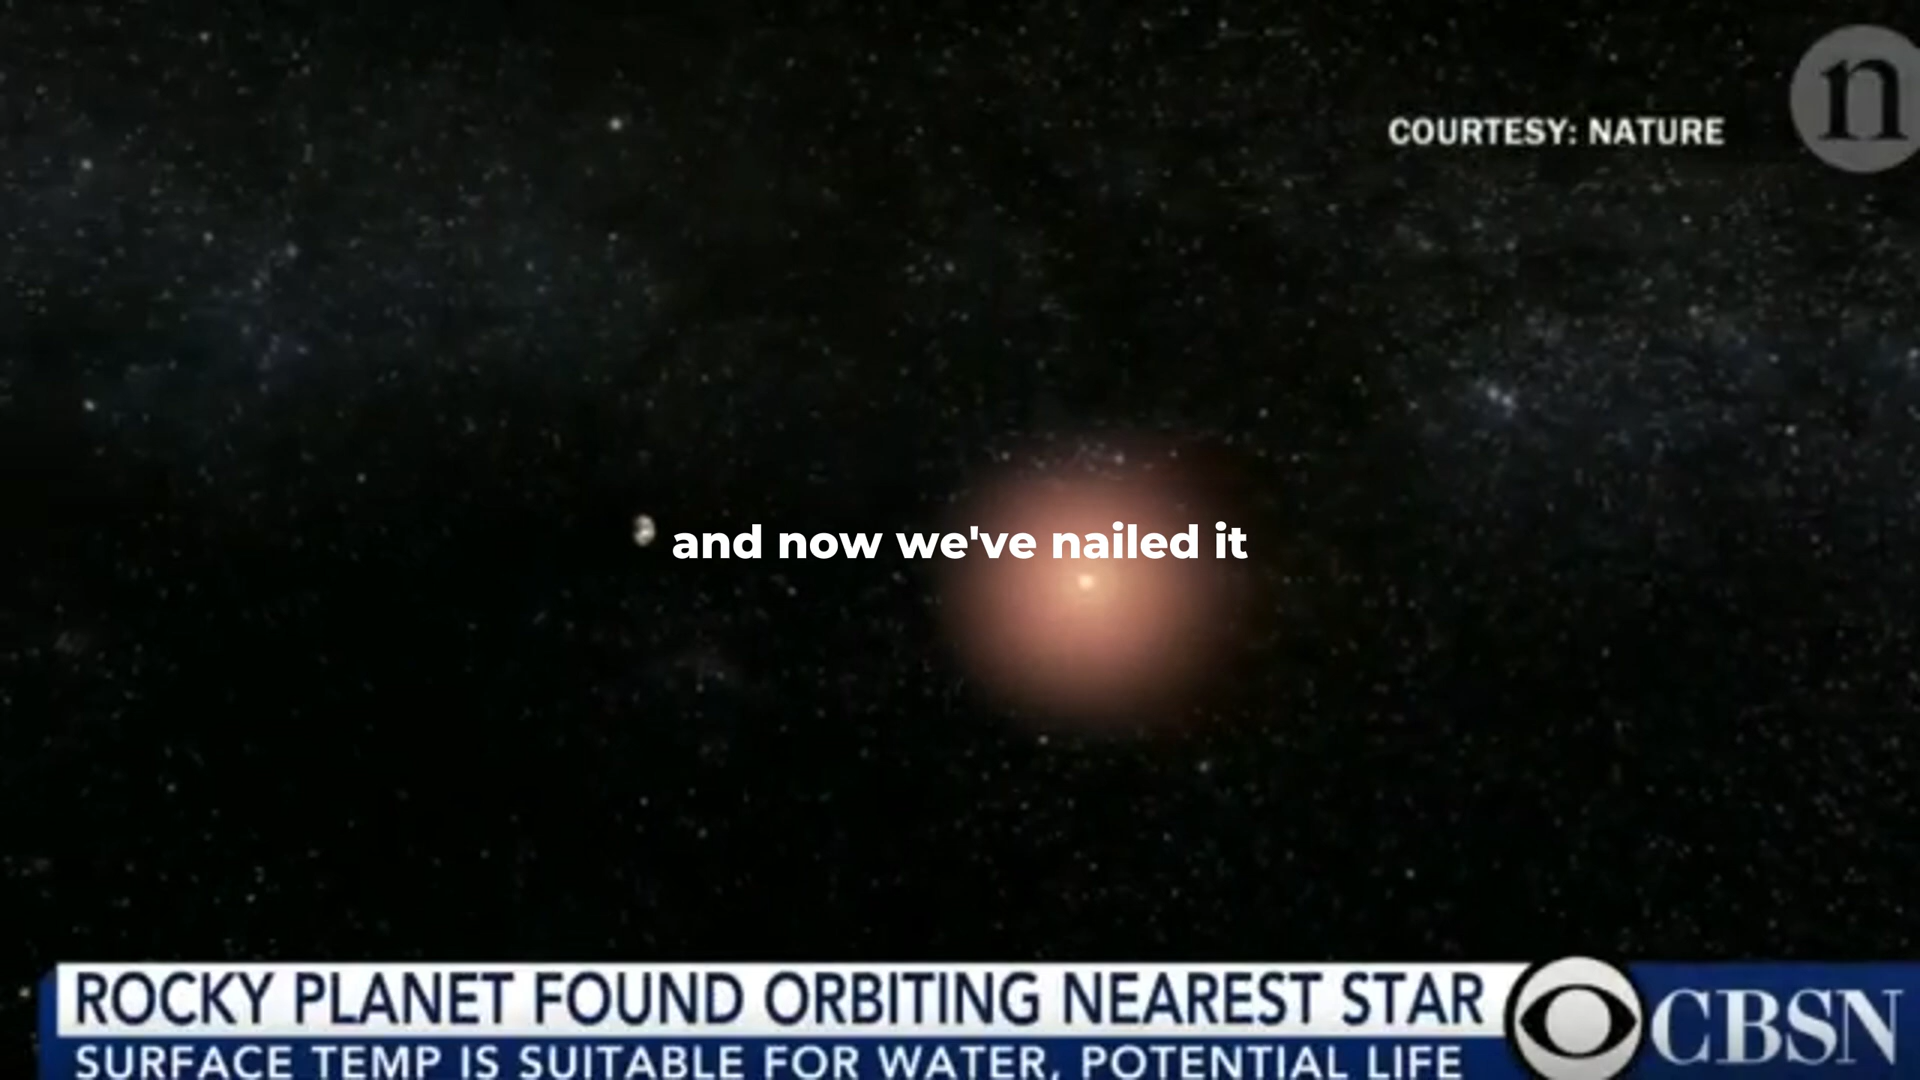 n
COURTESY: NATURE
and now we've nailed it
ROCKY PLANET FOUND ORBITING NEAREST STAR
SURFACE TEMP IS SUITABLE FOR WATER, POTENTIAL LIFE
CBSN